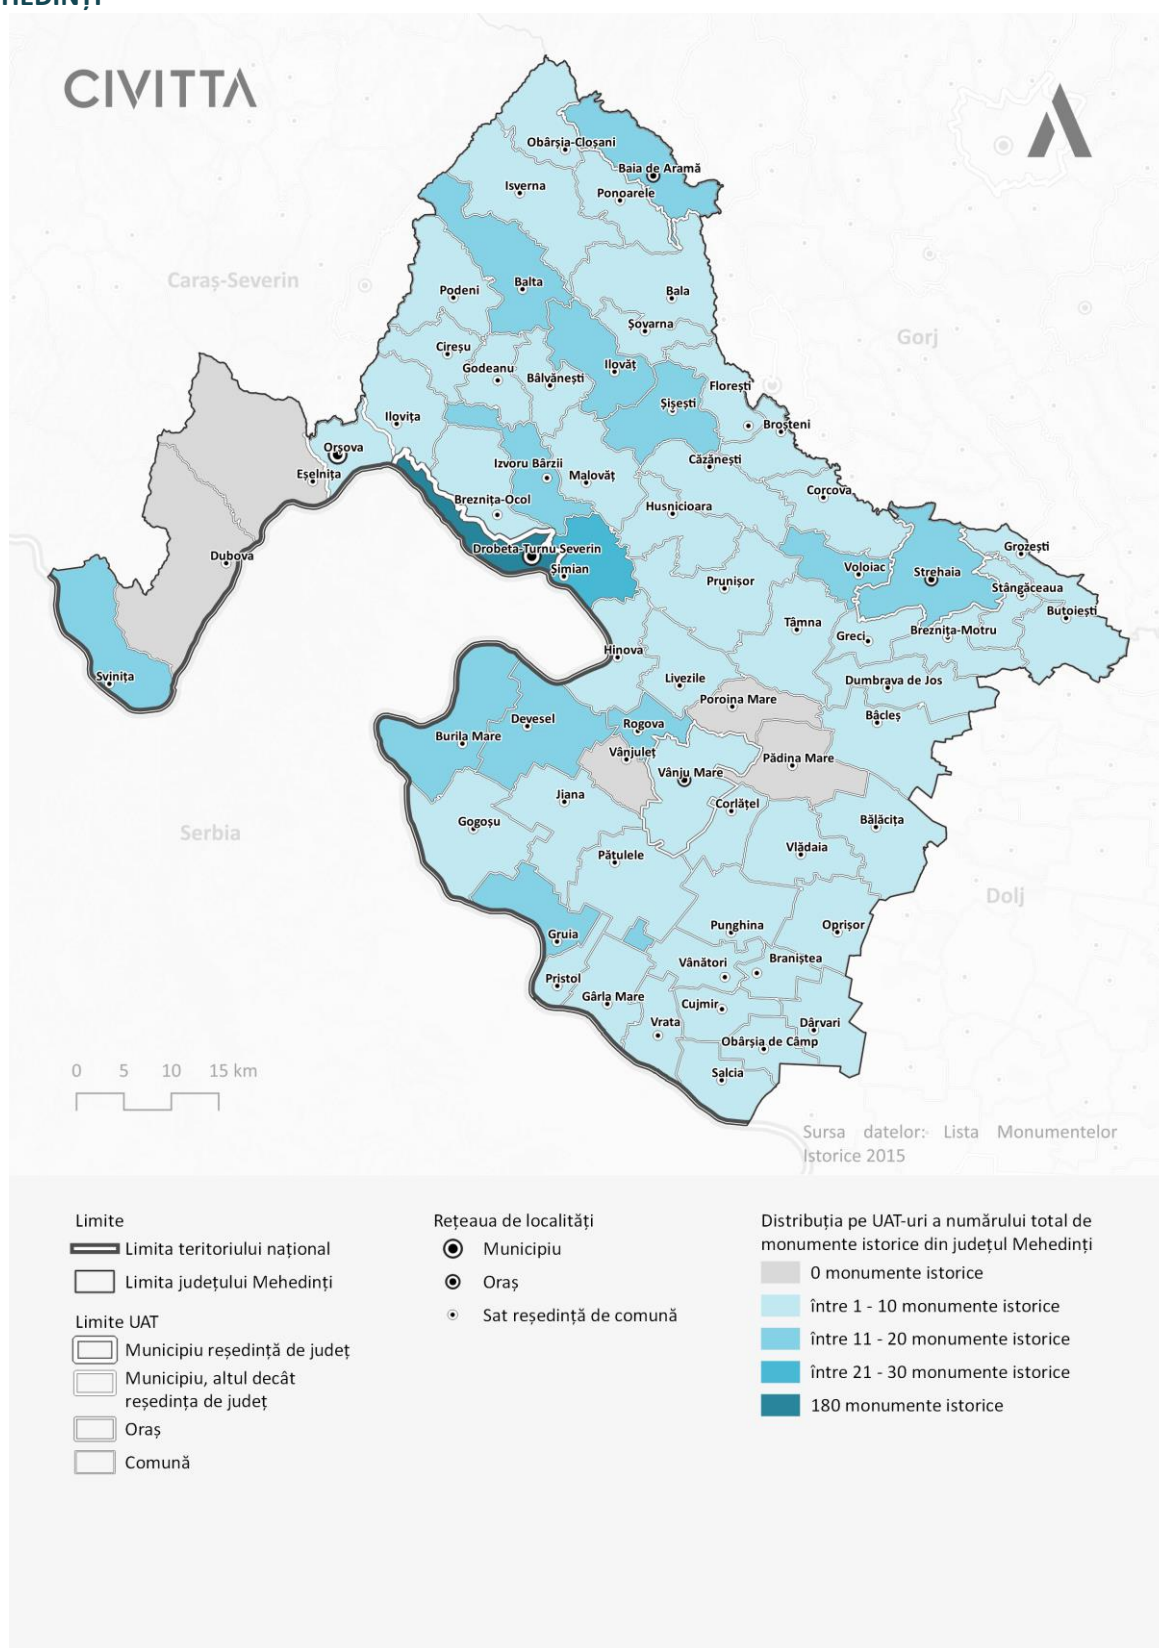 HEDINȚI
CIVITTA
Obârșia-Cloșani
Baia de Aramă
Isverna
Ponoarele
Caraș-Severin
Balta
Podeni
Bala
Șovarna
Gorj
Cireșu
Godeanu
Bâlvănești
Ilovăț
Florești
Șișești
Ilovița
Broșteni
Orșova
Izvoru Bârzii
Căzănești
Eșelnița
Malovăț
Corcova
Breznița-Ocol
Husnicioara
Drobeta-Turnu Severin
Grozești
Dubova
Șimian
Voloiac
Strehaia
Prunișor
Stângăceaua
Butoiești
Tâmna
Greci
Breznița-Motru
Hinova
Svinița
Livezile
Dumbrava de Jos
Poroina Mare
Devesel
Rogova
Bâcleș
Burila Mare
Vânjuleț
Pădina Mare
Vânju Mare
Jiana
Corlățel
Gogoșu
Bălăcița
Serbia
Vlădaia
Pătulele
Dolj
Punghina
Oprișor
Gruia
Vânători
Braniștea
Pristol
Gârla Mare
Cujmir
Vrata
Dârvari
Obârșia de Câmp
Salcia
0 5 10 15 km
Sursa datelor: Lista Monumentelor
Istorice 2015
Limite
Limita teritoriului național
Limita județului Mehedinți
Limite UAT
Municipiu reședință de județ
Municipiu, altul decât
reședința de județ
Oraș
Comună
Rețeaua de localități
Municipiu
Oraș
Sat reședință de comună
Distribuția pe UAT-uri a numărului total de
monumente istorice din județul Mehedinți
0 monumente istorice
între 1 - 10 monumente istorice
între 11 - 20 monumente istorice
între 21 - 30 monumente istorice
180 monumente istorice